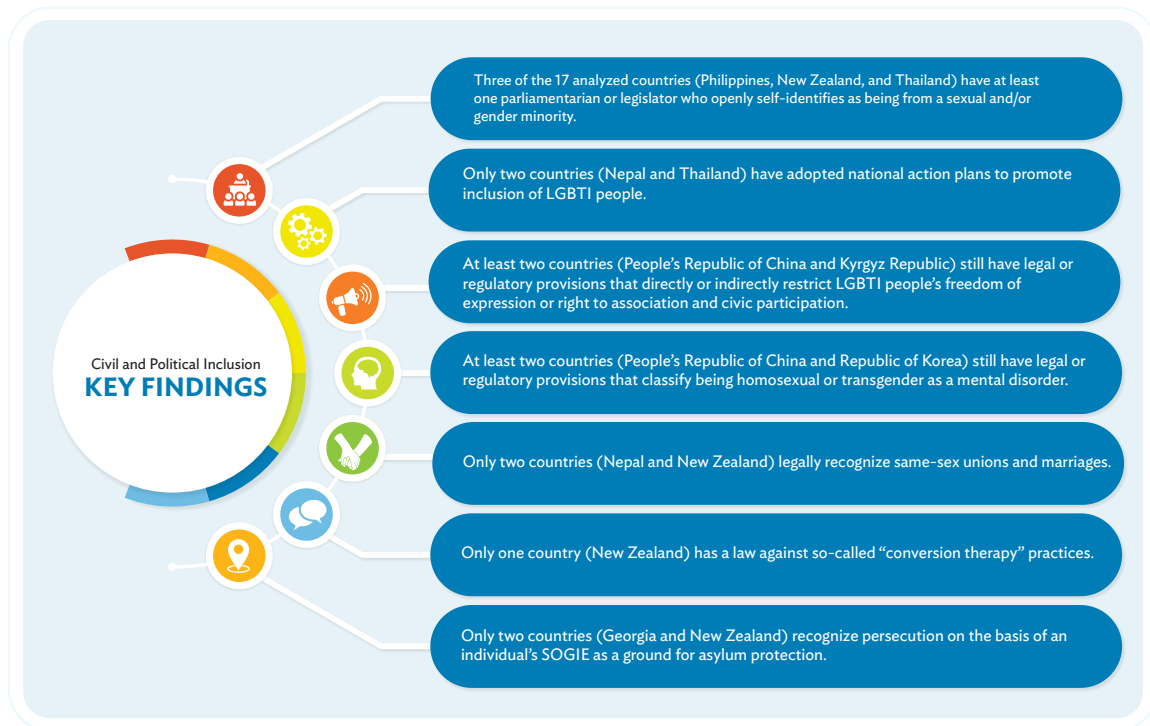 Civil and Political Inclusion
KEY FINDINGS
Three of the 17 analyzed countries (Philippines, New Zealand, and Thailand) have at least
one parliamentarian or legislator who openly self-identifies as being from a sexual and/or
gender minority.
Only two countries (Nepal and Thailand) have adopted national action plans to promote
inclusion of LGBTI people.
At least two countries (People’s Republic of China and Kyrgyz Republic) still have legal or
regulatory provisions that directly or indirectly restrict LGBTI people’s freedom of
expression or right to association and civic participation.
At least two countries (People’s Republic of China and Republic of Korea) still have legal or
regulatory provisions that classify being homosexual or transgender as a mental disorder.
Only two countries (Nepal and New Zealand) legally recognize same-sex unions and marriages.
Only one country (New Zealand) has a law against so-called “conversion therapy” practices.
Only two countries (Georgia and New Zealand) recognize persecution on the basis of an
individual’s SOGIE as a ground for asylum protection.